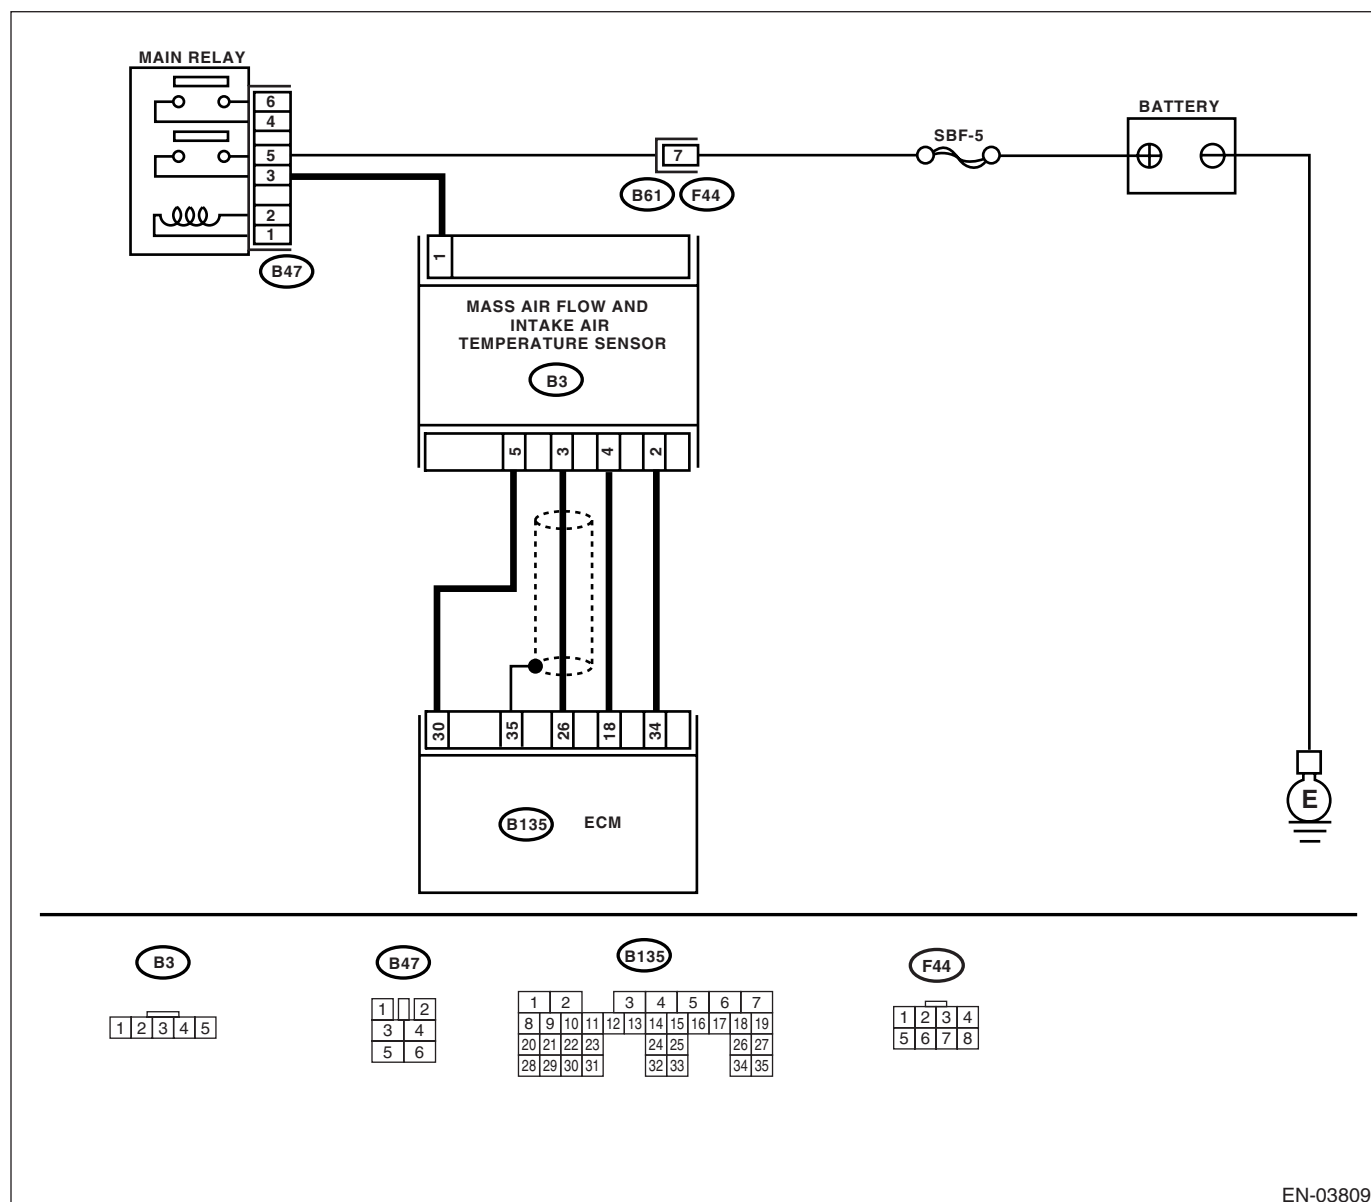 MAIN RELAY
6
4
5
3
2
1
B47
7
B61 F44
SBF-5
BATTERY
1
MASS AIR FLOW AND
INTAKE AIR
TEMPERATURE SENSOR
B3
5 3 4 2
30 35 26 18 34
B135 ECM
E
B3
1 2 3 4 5
B47
1 2
3 4
5 6
B135
1 2 3 4 5 6 7
8 9 10 11 12 13 14 15 16 17 18 19
20 21 22 23 24 25 26 27
28 29 30 31 32 33 34 35
F44
1 2 3 4
5 6 7 8
EN-03809